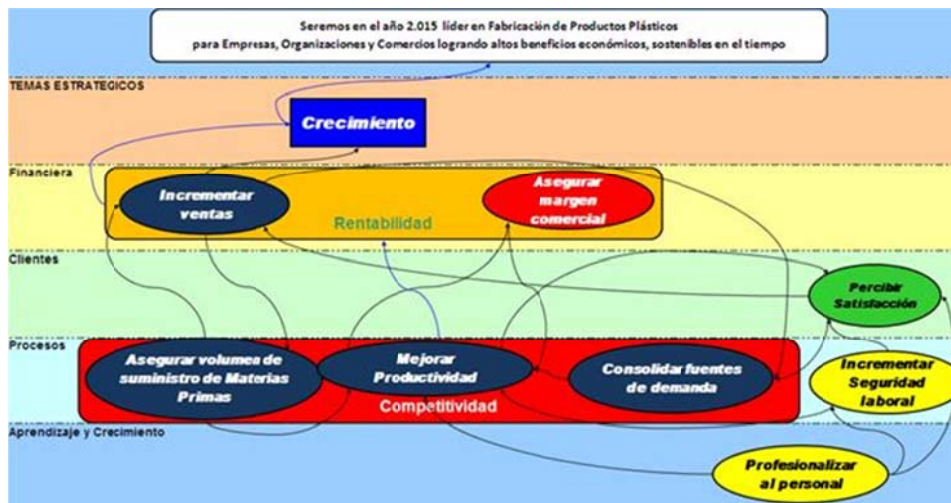 Seremos en el año 2.015 líder en Fabricación de Productos Plásticos
para Empresas, Organizaciones y Comercios logrando altos beneficios económicos, sostenibles en el tiempo
TEMAS ESTRATEGICOS
Crecimiento
Financiera
Incrementar
ventas
Asegurar
margen
comercial
Rentabilidad
Clientes
Percibir
Satisfacción
Procesos
Asegurar volumen de
suministro de Materias
Primas
Mejorar
Productividad
Consolidar fuentes
de demanda
Incrementar
Seguridad
laboral
Competitividad
Aprendizaje y Crecimiento
Profesionalizar
al personal